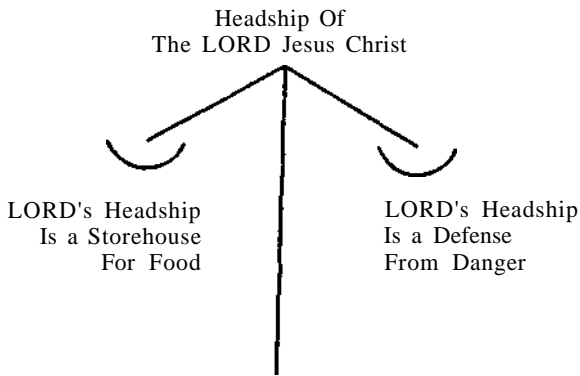 Headship Of
The LORD Jesus Christ
LORD's Headship
Is a Storehouse
For Food
LORD's Headship
Is a Defense
From Danger